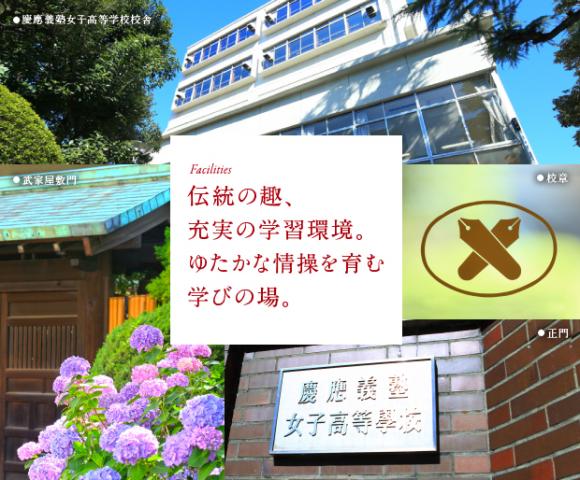 ●慶應義塾女子高等学校校舎
●武家屋敷門
Facilities
伝統の趣、
充実の学習環境。
ゆたかな情操を育む
学びの場。
●校章
●正門
慶應義塾
女子高等學校